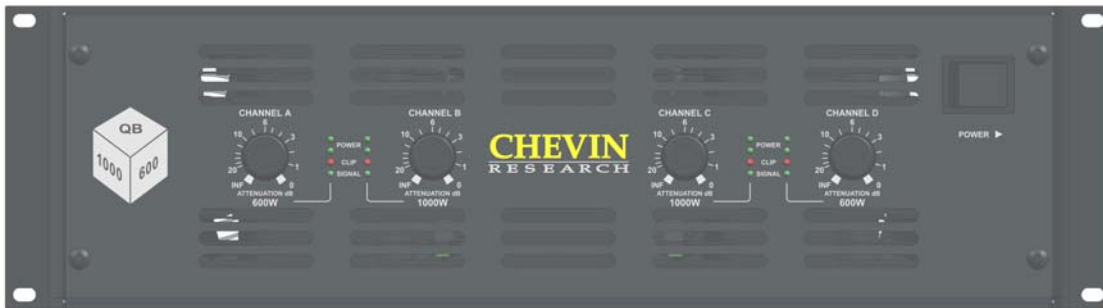 QB
1000
600
CHANNEL A
10
6
3
20
1
INF
0
ATTENUATION dB
600W
POWER
CLIP
SIGNAL
CHANNEL B
10
6
3
20
1
INF
0
ATTENUATION dB
1000W
CHEVIN
RESEARCH
CHANNEL C
10
6
3
20
1
INF
0
ATTENUATION dB
1000W
POWER
CLIP
SIGNAL
CHANNEL D
10
6
3
20
1
INF
0
ATTENUATION dB
600W
POWER ►